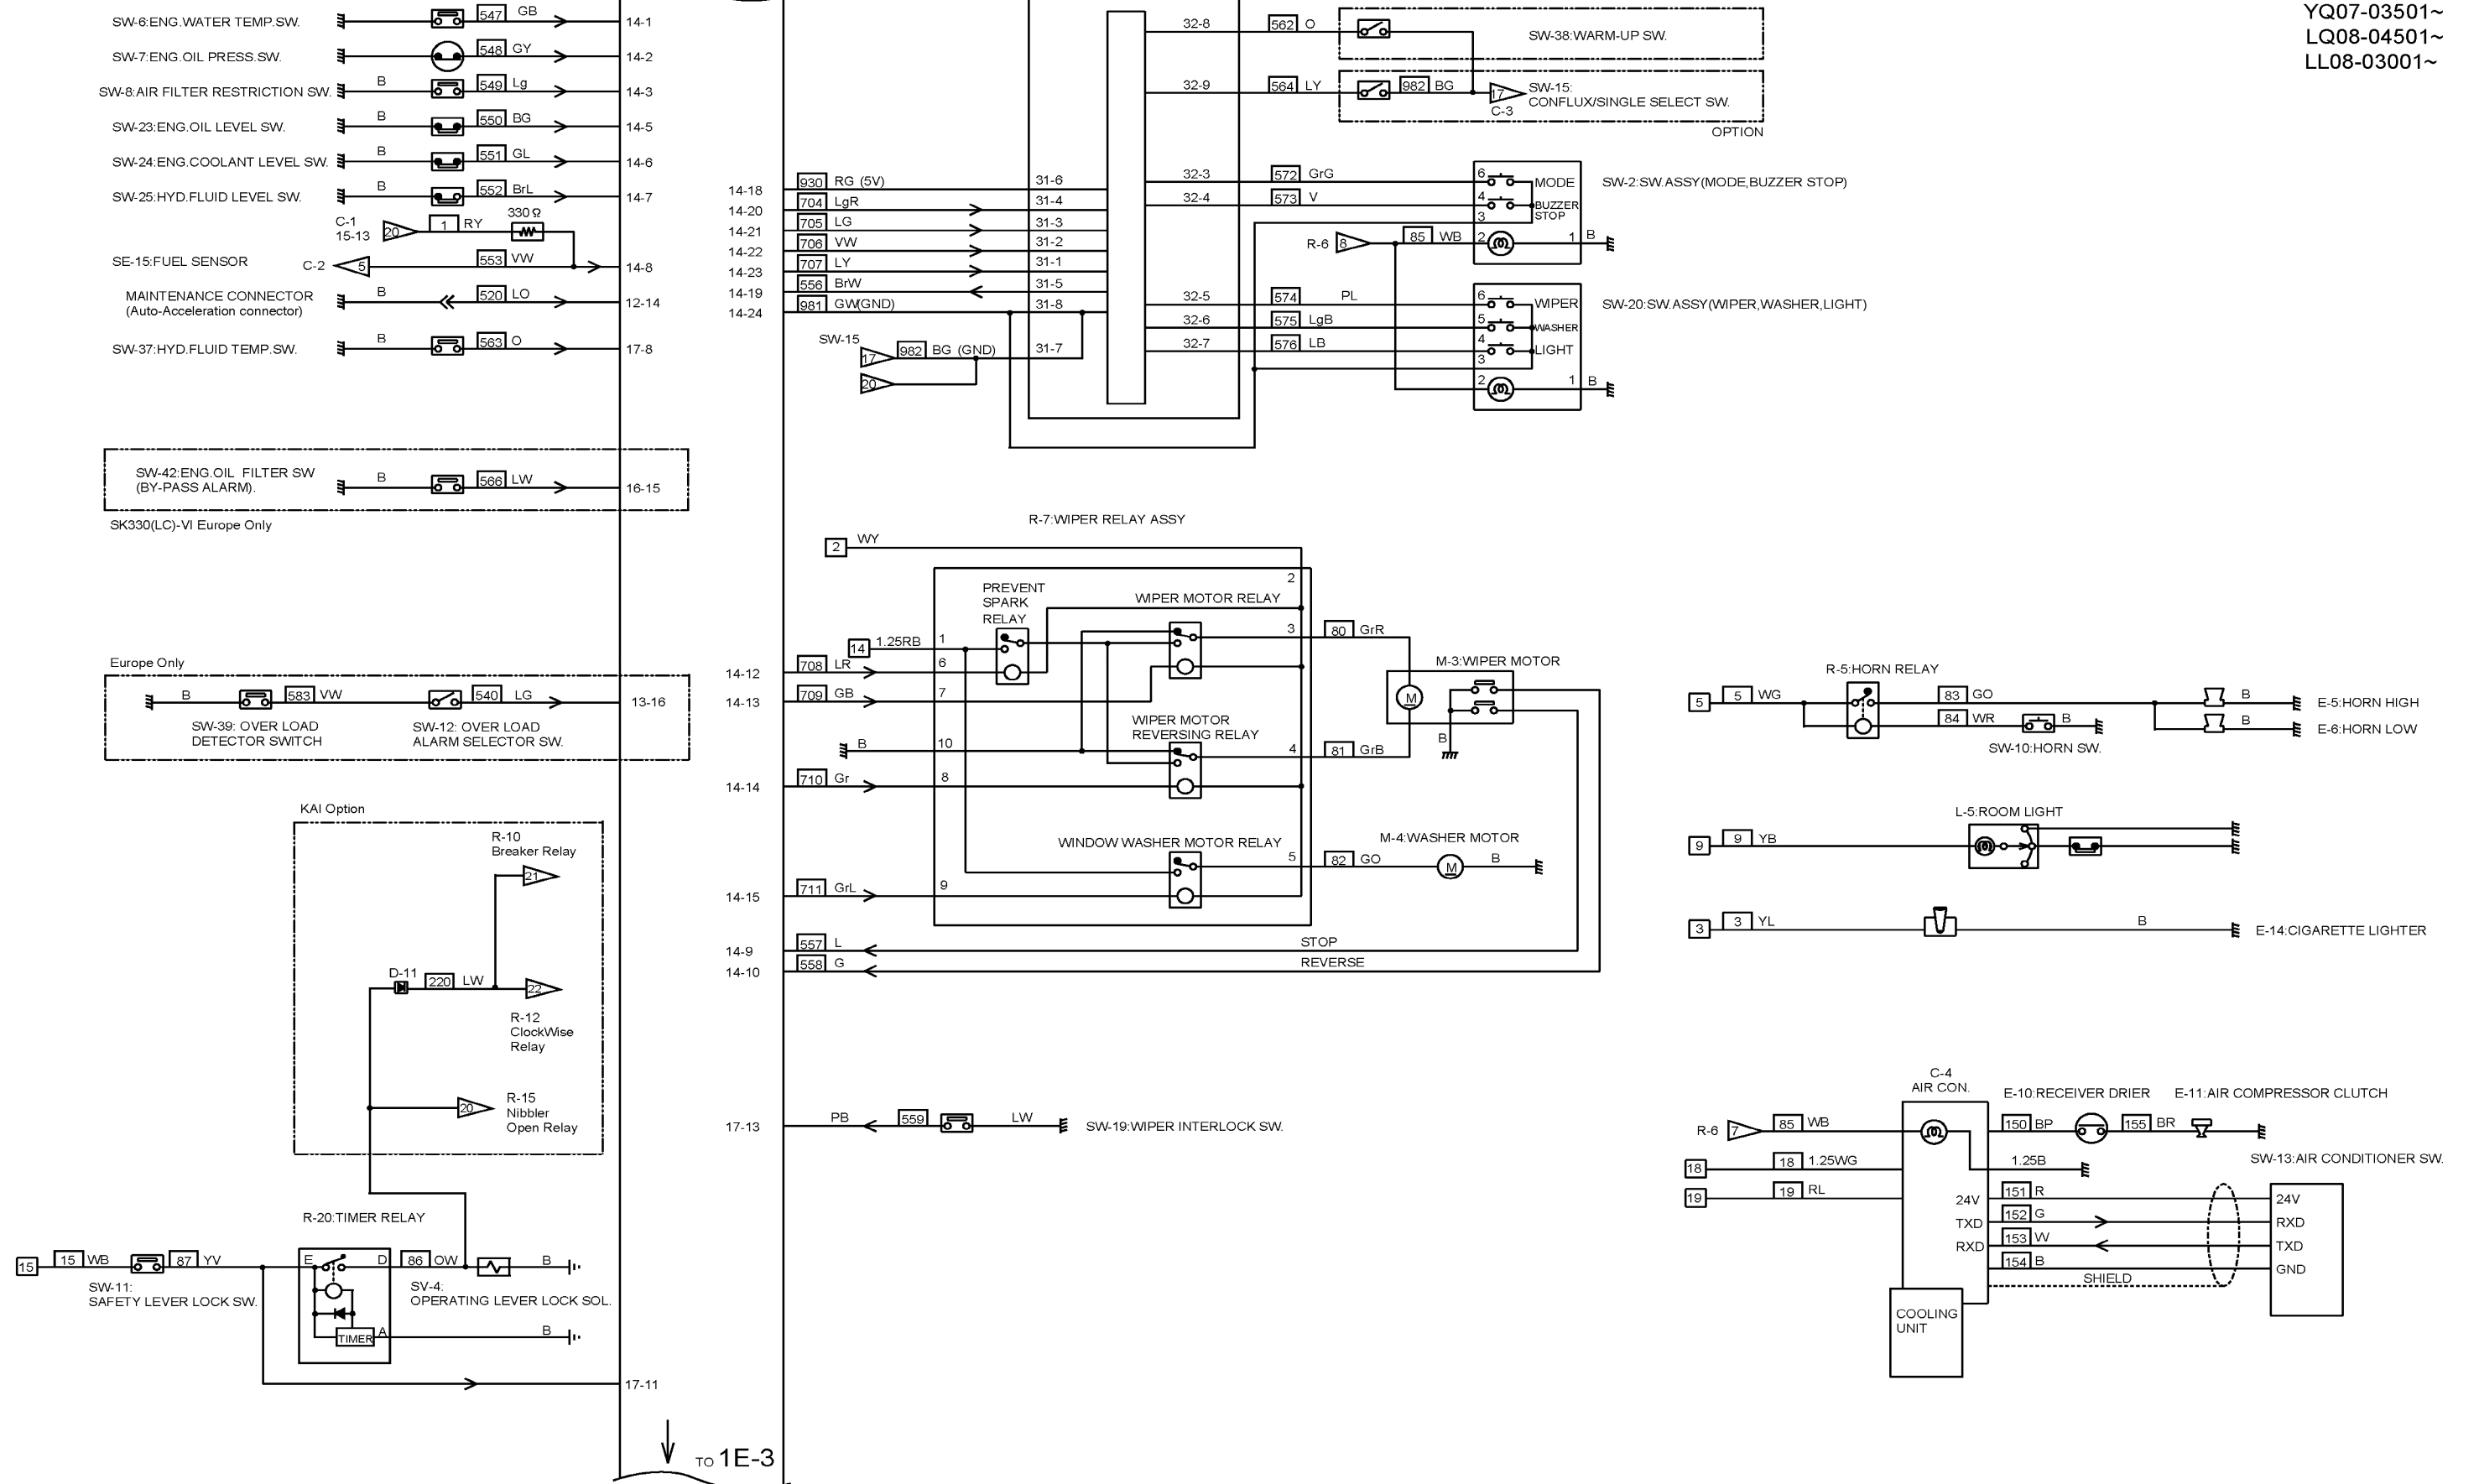 YQ07-03501~
LQ08-04501~
LL08-03001~
SW-6:ENG.WATER TEMP.SW. 547 GB 14-1
SW-7:ENG.OIL PRESS.SW. 548 GY 14-2
SW-8:AIR FILTER RESTRICTION SW. B 549 Lg 14-3
SW-23:ENG.OIL LEVEL SW. B 550 BG 14-5
SW-24:ENG.COOLANT LEVEL SW. B 551 GL 14-6
SW-25:HYD.FLUID LEVEL SW. B 552 BrL 14-7
C-1
15-13 20 1 RY 330Ω
SE-15:FUEL SENSOR C-2 5 553 VW 14-8
MAINTENANCE CONNECTOR B 520 LO 12-14
(Auto-Acceleration connector)
SW-37:HYD.FLUID TEMP.SW. B 563 O 17-8
SW-42:ENG.OIL FILTER SW B 566 LW 16-15
(BY-PASS ALARM).
SK330(LC)-VI Europe Only
Europe Only
B 583 VW 540 LG 13-16
SW-39: OVER LOAD
DETECTOR SWITCH
SW-12: OVER LOAD
ALARM SELECTOR SW.
KAI Option
R-10
Breaker Relay
21
D-11 220 LW 22
R-12
ClockWise
Relay
20 R-15
Nibbler
Open Relay
R-20:TIMER RELAY
15 15 WB 87 YV E D 86 OW B
SW-11:
SAFETY LEVER LOCK SW.
SV-4:
OPERATING LEVER LOCK SOL.
TIMER A B
17-11
TO 1E-3
32-8 562 O SW-38:WARM-UP SW.
32-9 564 LY 982 BG 17 SW-15:
C-3 CONFLUX/SINGLE SELECT SW.
OPTION
14-18 930 RG (5V) 31-6
14-20 704 LgR 31-4
14-21 705 LG 31-3
14-22 706 VW 31-2
14-23 707 LY 31-1
14-19 556 BrW 31-5
14-24 981 GW(GND) 31-8
SW-15
17 982 BG (GND) 31-7
20
32-3 572 GrG 6 MODE SW-2:SW.ASSY(MODE,BUZZER STOP)
32-4 573 V 4 BUZZER
3 STOP
R-6 8 85 WB 2 1 B
32-5 574 PL 6 WIPER SW-20:SW.ASSY(WIPER,WASHER,LIGHT)
32-6 575 LgB 5 WASHER
32-7 576 LB 4 LIGHT
3
2 1 B
R-7:WIPER RELAY ASSY
2 WY
2
PREVENT
SPARK
RELAY
WIPER MOTOR RELAY
14 1.25RB 1 3 80 GrR
14-12 708 LR 6
14-13 709 GB 7
M-3:WIPER MOTOR
M
B
WIPER MOTOR
REVERSING RELAY
B 10 4 81 GrB
14-14 710 Gr 8
WINDOW WASHER MOTOR RELAY
M-4:WASHER MOTOR
5 82 GO M B
14-15 711 GrL 9
14-9 557 L STOP
14-10 558 G REVERSE
17-13 PB 559 LW SW-19:WIPER INTERLOCK SW.
R-5:HORN RELAY
5 5 WG 83 GO B E-5:HORN HIGH
84 WR B B E-6:HORN LOW
SW-10:HORN SW.
L-5:ROOM LIGHT
9 9 YB
3 3 YL B E-14:CIGARETTE LIGHTER
C-4
AIR CON.
E-10:RECEIVER DRIER E-11:AIR COMPRESSOR CLUTCH
R-6 7 85 WB 150 BP 155 BR
18 18 1.25WG 1.25B SW-13:AIR CONDITIONER SW.
19 19 RL 24V 151 R 24V
TXD 152 G RXD
RXD 153 W TXD
154 B GND
SHIELD
COOLING
UNIT